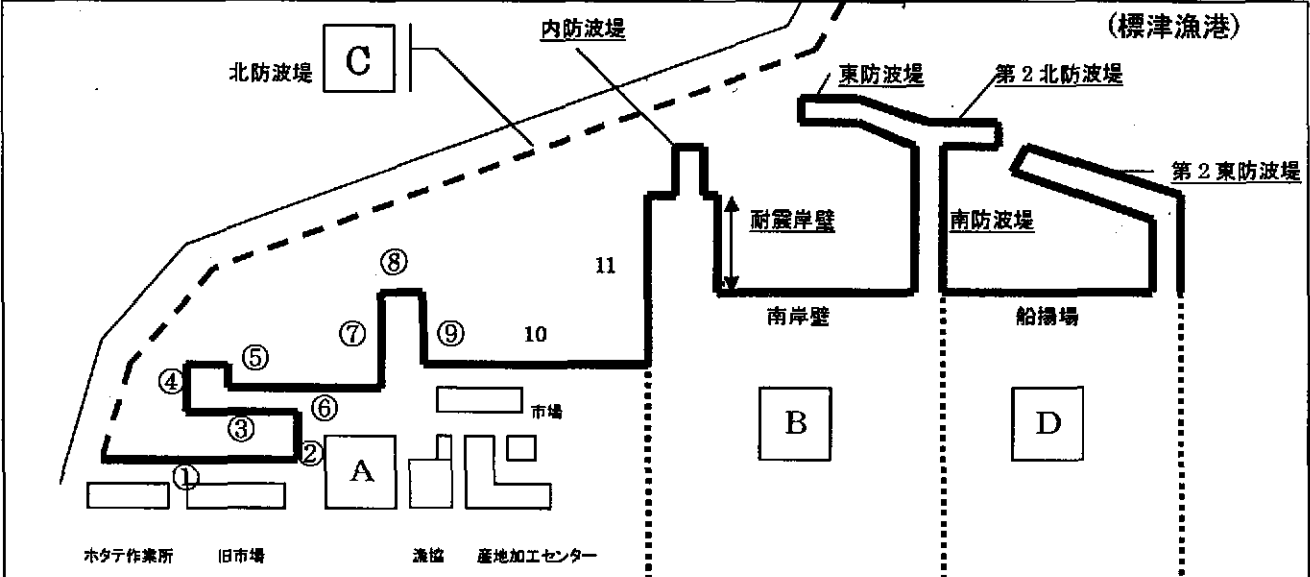 (標津漁港)
内防波堤
北防波堤
C
東防波堤
第2北防波堤
第2東防波堤
耐震岸壁
南防波堤
⑧
11
南岸壁
船揚場
⑦
⑨
10
⑤
④
⑥
③
市場
②
A
B
D
①
ホタテ作業所
旧市場
漁協
産地加工センター